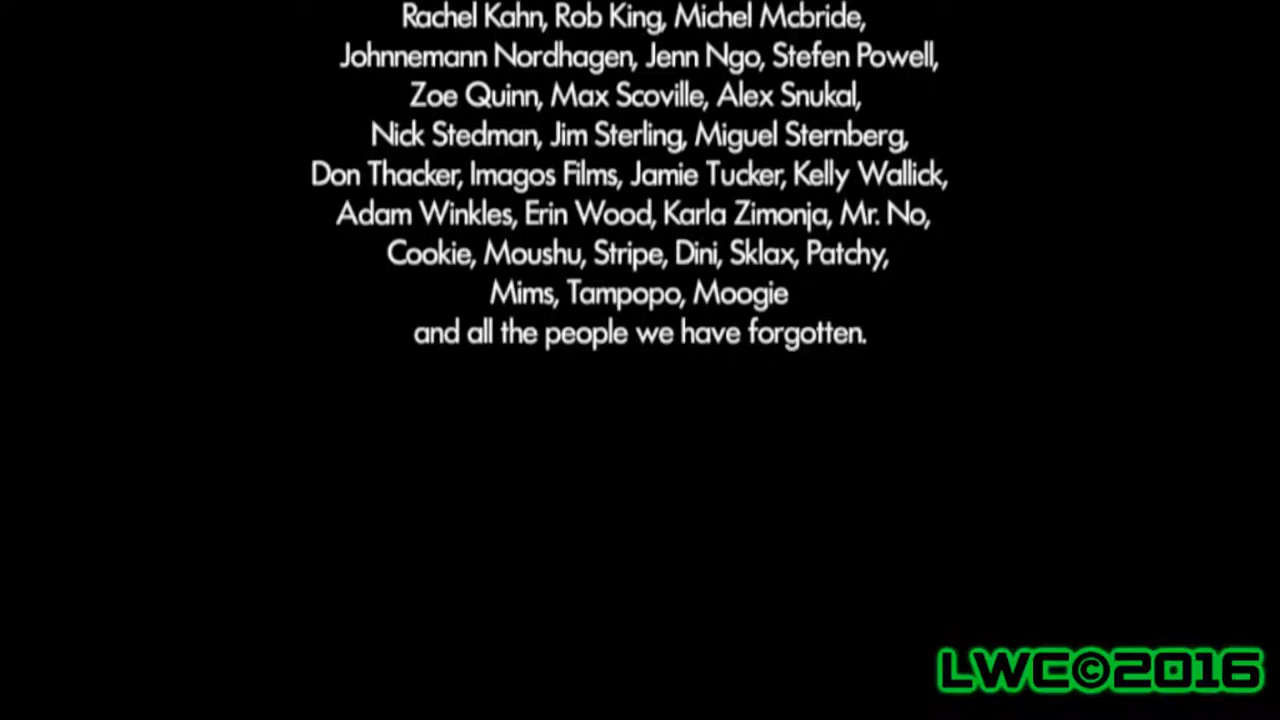 Rachel Kahn, Rob King, Michel Mcbride,
Johnnemann Nordhagen, Jenn Ngo, Stefen Powell,
Zoe Quinn, Max Scoville, Alex Snukal,
Nick Stedman, Jim Sterling, Miguel Sternberg,
Don Thacker, Imagos Films, Jamie Tucker, Kelly Wallick,
Adam Winkles, Erin Wood, Karla Zimonja, Mr. No,
Cookie, Moushu, Stripe, Dini, Sklax, Patchy,
Mims, Tampopo, Moogie
and all the people we have forgotten.
LWC©2016